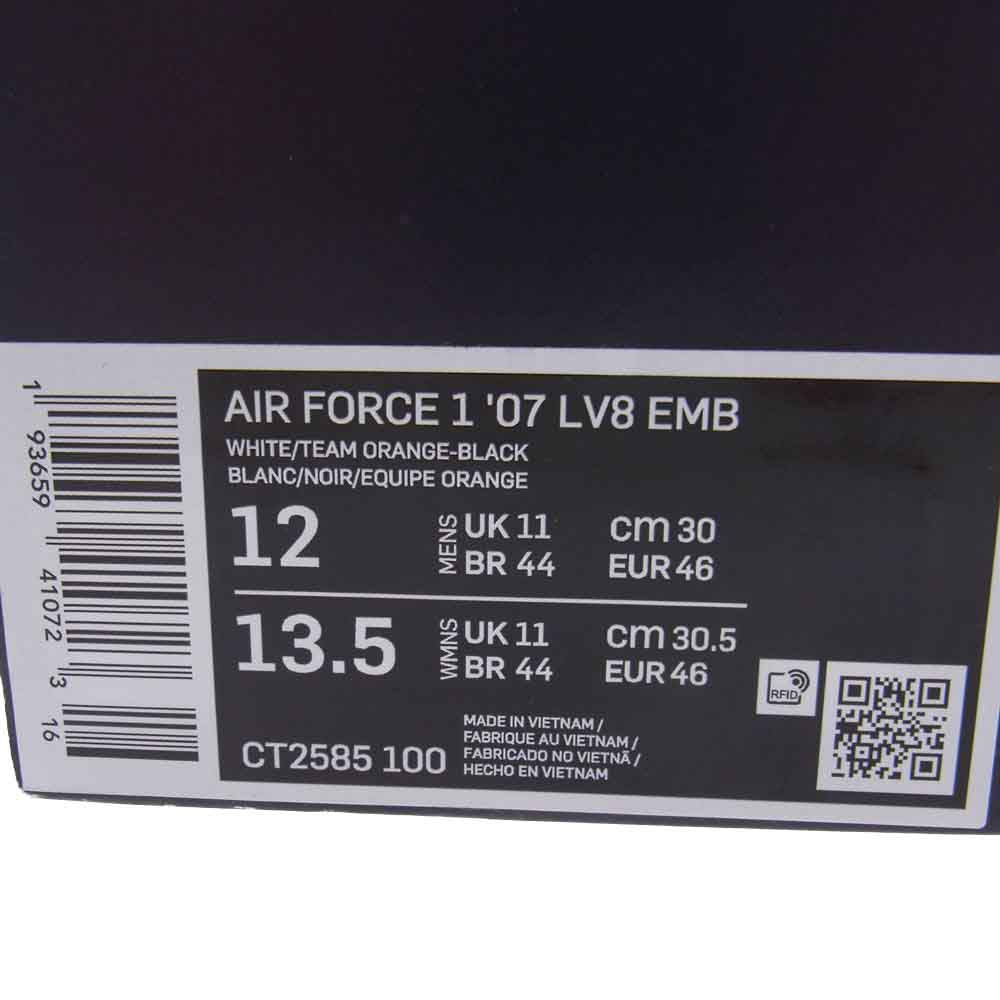 AIR FORCE 1 '07 LV8 EMB
WHITE/TEAM ORANGE-BLACK
BLANC/NOIR/EQUIPE ORANGE
12
MENS
UK 11
cm 30
BR 44
EUR 46
13.5
WMNS
UK 11
cm 30.5
BR 44
EUR 46
CT2585 100
MADE IN VIETNAM /
FABRIQUE AU VIETNAM /
FABRICADO NO VIETNÃ /
HECHO EN VIETNAM
RFID
1 93659 41072 3 16